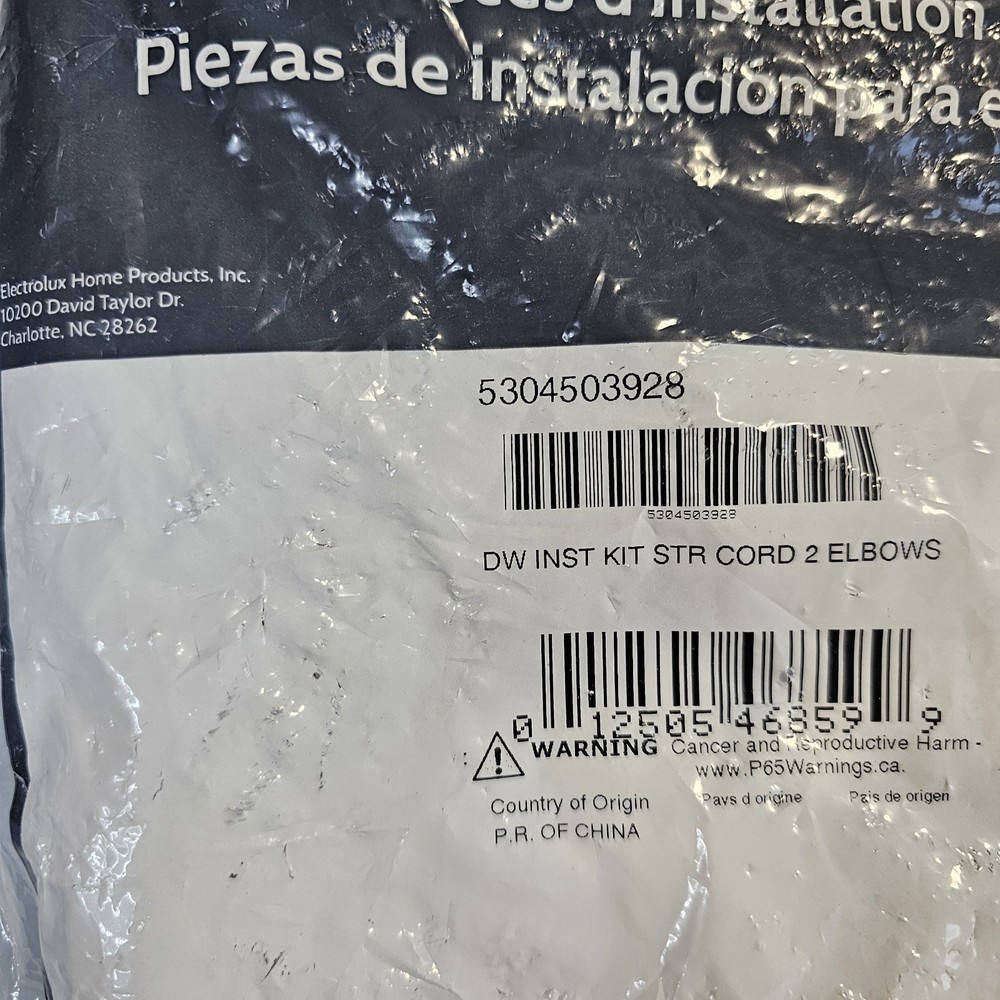 d'installation
Piezas de instalación para e
Electrolux Home Products, Inc.
10200 David Taylor Dr.
Charlotte, NC 28262
5304503928
5304503928
DW INST KIT STR CORD 2 ELBOWS
0 12505 46859 9
WARNING Cancer and Reproductive Harm -
www.P65Warnings.ca.
Country of Origin Pays d origine Pais de origen
P.R. OF CHINA